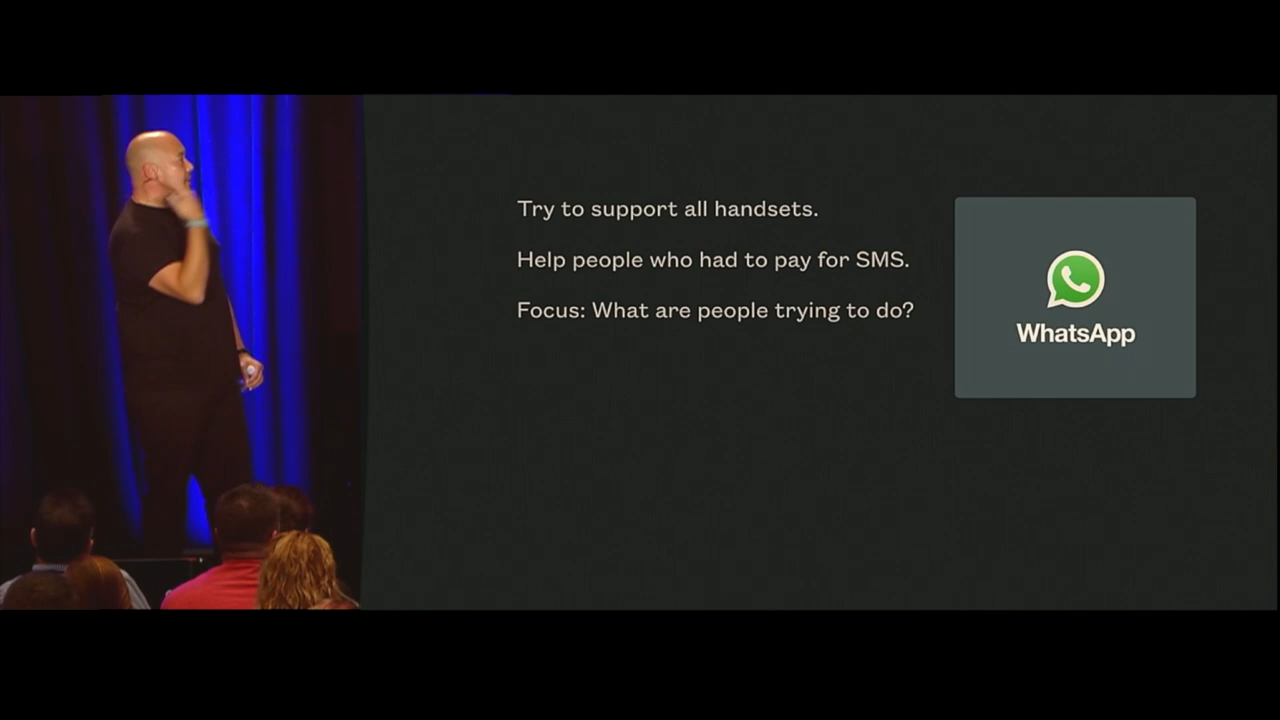 Try to support all handsets.
Help people who had to pay for SMS.
Focus: What are people trying to do?
WhatsApp